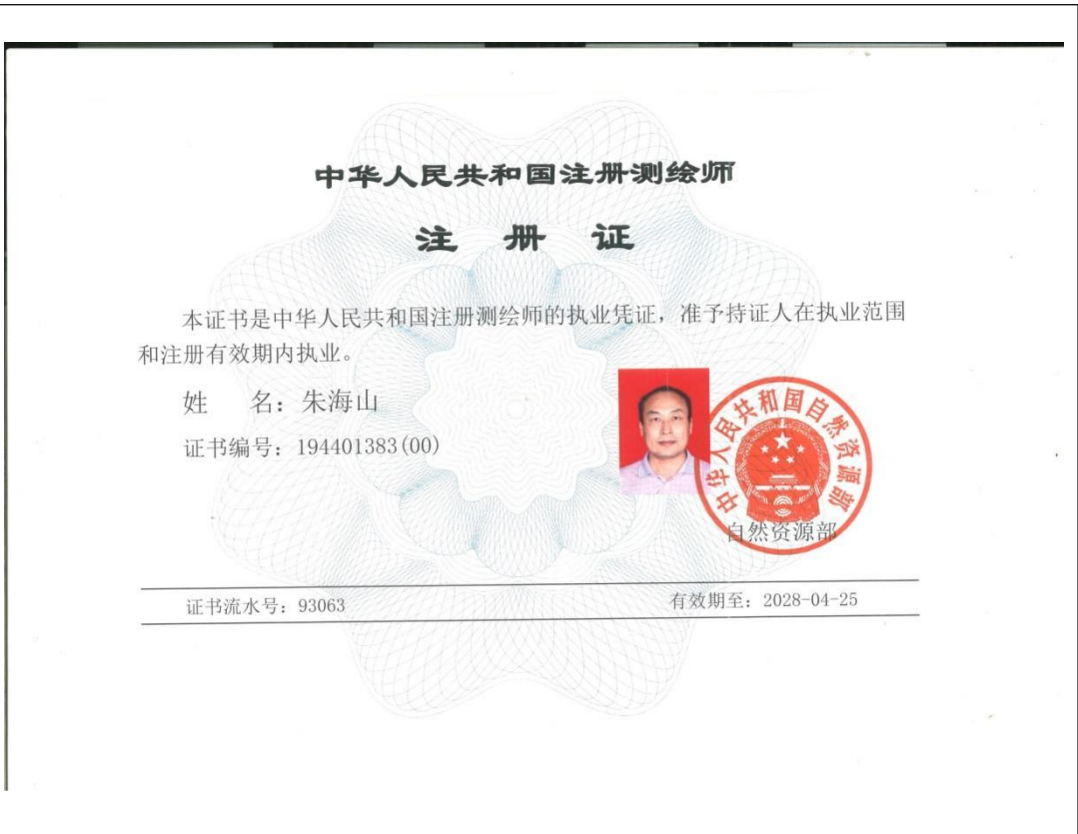 中华人民共和国注册测绘师
注 册 证
本证书是中华人民共和国注册测绘师的执业凭证，准予持证人在执业范围
和注册有效期内执业。
姓 名：朱海山
证书编号：194401383(00)
中华人民共和国自然资源部
自然资源部
证书流水号：93063
有效期至：2028-04-25